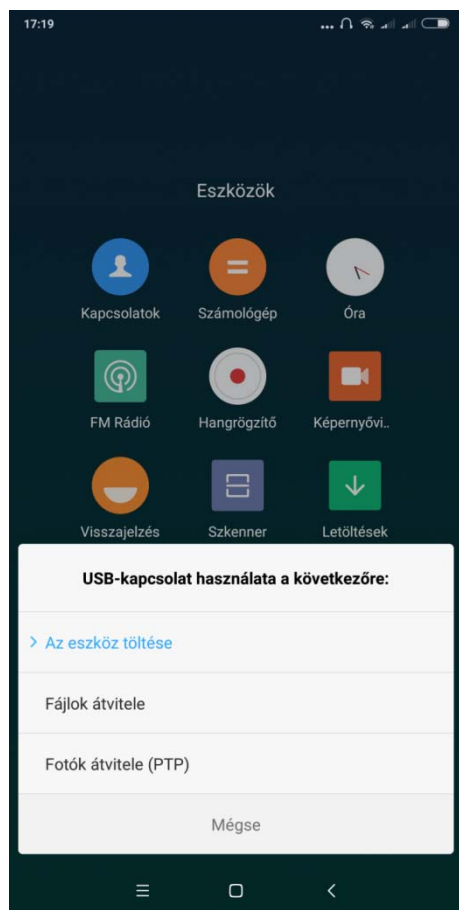 17:19
Eszközök
Kapcsolatok Számológép Óra
FM Rádió Hangrögzítő Képernyővi..
Visszajelzés Szkenner Letöltések
USB-kapcsolat használata a következőre:
Az eszköz töltése
Fájlok átvitele
Fotók átvitele (PTP)
Mégse